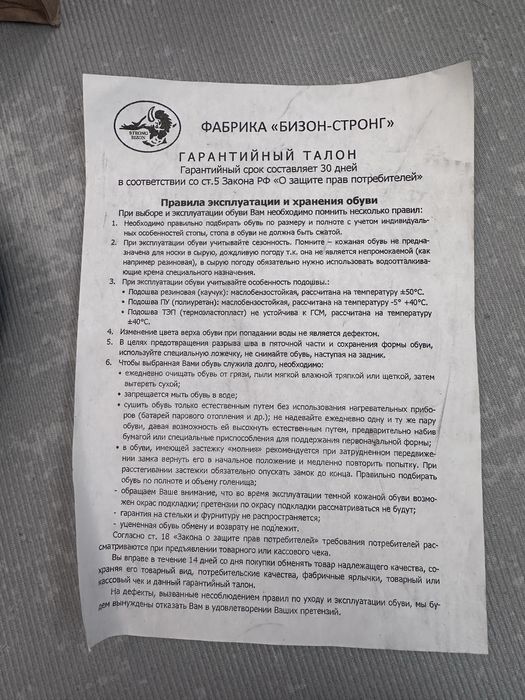 STRONG
BIZON
ФАБРИКА «БИЗОН-СТРОНГ»
ГАРАНТИЙНЫЙ ТАЛОН
Гарантийный срок составляет 30 дней
в соответствии со ст.5 Закона РФ «О защите прав потребителей»
Правила эксплуатации и хранения обуви
При выборе и эксплуатации обуви Вам необходимо помнить несколько правил:
1. Необходимо правильно подбирать обувь по размеру и полноте с учетом индивидуаль-
ных особенностей стопы, стопа в обуви не должна быть сжатой.
2. При эксплуатации обуви учитывайте сезонность. Помните – кожаная обувь не предна-
значена для носки в сырую, дождливую погоду т.к. она не является непромокаемой (как
например резиновая), в сырую погоду обязательно нужно использовать водоотталкива-
ющие крема специального назначения.
3. При эксплуатации обуви учитывайте особенности подошвы.:
• Подошва резиновая (каучук): маслобензостойкая, рассчитана на температуру ±50°С.
• Подошва ПУ (полиуретан): маслобензостойкая, рассчитана на температуру -5° +40°С.
• Подошва ТЭП (термоэластопласт) не устойчива к ГСМ, рассчитана на температуру
±40°С.
4. Изменение цвета верха обуви при попадании воды не является дефектом.
5. В целях предотвращения разрыва шва в пяточной части и сохранения формы обуви,
используйте специальную ложечку, не снимайте обувь, наступая на задник.
6. Чтобы выбранная Вами обувь служила долго, необходимо:
• ежедневно очищать обувь от грязи, пыли мягкой влажной тряпкой или щеткой, затем
вытереть сухой;
• запрещается мыть обувь в воде;
• сушить обувь только естественным путем без использования нагревательных прибо-
ров (батарей парового отопления и др.); не надевайте ежедневно одну и ту же пару
обуви, давая возможность ей высохнуть естественным путем, предварительно набив
бумагой или специальные приспособления для поддержания первоначальной формы;
• в обуви, имеющей застежку «молния» рекомендуется при затрудненном передвиже-
нии замка вернуть его в начальное положение и медленно повторить попытку. При
расстегивании застежки обязательно опускать замок до конца. Правильно подбирать
обувь по полноте и объему голенища;
- обращаем Ваше внимание, что во время эксплуатации темной кожаной обуви возмо-
жен окрас подкладки; претензии по окрасу подкладки рассматриваться не будут;
- гарантия на стельки и фурнитуру не распространяется;
- уцененная обувь обмену и возврату не подлежит.
Согласно ст. 18 «Закона о защите прав потребителей» требования потребителей рас-
сматриваются при предъявлении товарного или кассового чека.
Вы вправе в течение 14 дней со дня покупки обменять товар надлежащего качества, со-
храняя его товарный вид, потребительские качества, фабричные ярлычки, товарный или
кассовый чек и данный гарантийный талон.
На дефекты, вызванные несоблюдением правил по уходу и эксплуатации обуви, мы бу-
дем вынуждены отказать Вам в удовлетворении Ваших претензий.